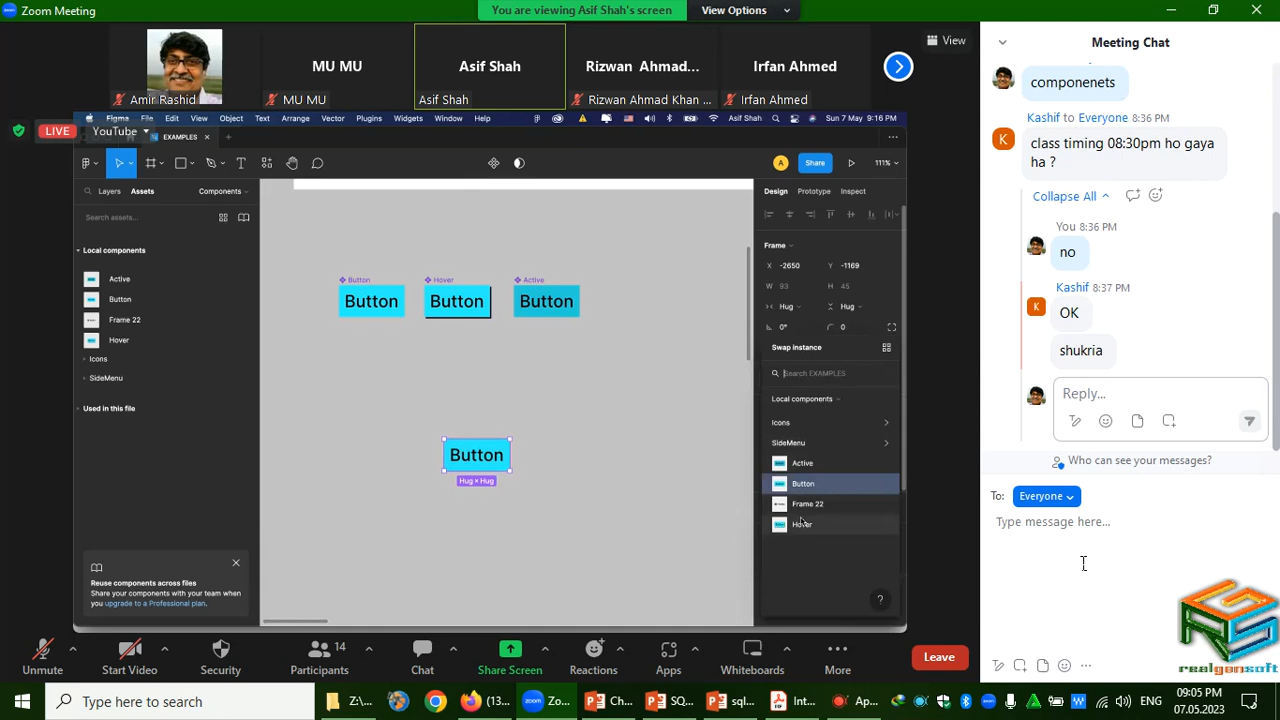 Zoom Meeting
You are viewing Asif Shah's screen
View Options
MU MU
Asif Shah
Rizwan Ahmad...
Irfan Ahmed
View
Amir Rashid
MU MU
Asif Shah
Rizwan Ahmad Khan ...
Irfan Ahmed
LIVE
YouTube
Figma File Edit View Object Text Arrange Vector Plugins Widgets Window Help
Asif Shah
Sun 7 May 9:16 PM
EXAMPLES
A
Share
111%
Layers
Assets
Components
Search assets...
Local components
Active
Button
Frame 22
Hover
Icons
SideMenu
Used in this file
Reuse components across files
Share your components with your team when
you upgrade to a Professional plan.
Button
Hover
Active
Button
Button
Button
Button
Hug × Hug
Design
Prototype
Inspect
Frame
X -2650
Y -1169
W 93
H 45
Hug
Hug
0°
0
Swap instance
Search EXAMPLES
Local components
Icons
SideMenu
Active
Button
Frame 22
Hover
?
Unmute
Start Video
Security
14
Participants
Chat
Share Screen
Reactions
Apps
Whiteboards
More
Leave
Meeting Chat
componenets
Kashif to Everyone 8:36 PM
K
class timing 08:30pm ho gaya
ha ?
Collapse All
You 8:36 PM
no
Kashif 8:37 PM
K
OK
shukria
Reply...
Who can see your messages?
To: Everyone
Type message here...
realgensoft
Type here to search
Z:\
(13...
Zo...
Ch...
SQ...
sql...
Int...
Ap...
ENG
09:05 PM
07.05.2023